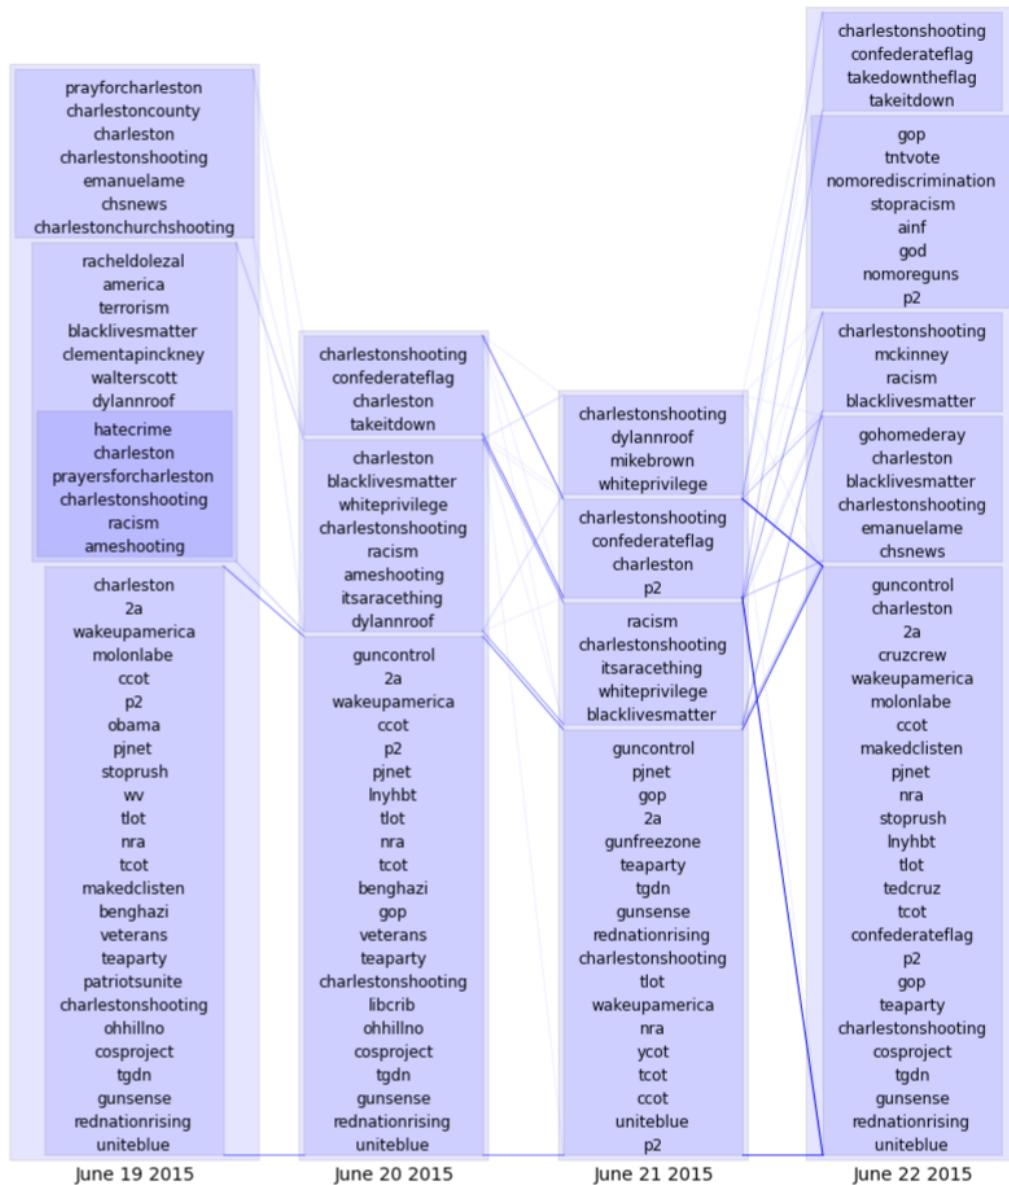 prayforcharleston
charlestoncounty
charleston
charlestonshooting
emanuelame
chsnews
charlestonchurchshooting
racheldolezal
america
terrorism
blacklivesmatter
clementapinckney
walterscott
dylannroof
hatecrime
charleston
prayersforcharleston
charlestonshooting
racism
ameshooting
charleston
2a
wakeupamerica
molonlabe
ccot
p2
obama
pjnet
stoprush
wv
tlot
nra
tcot
makedclisten
benghazi
veterans
teaparty
patriotsunite
charlestonshooting
ohhillno
cosproject
tgdn
gunsense
rednationrising
uniteblue
June 19 2015
charlestonshooting
confederateflag
charleston
takeitdown
charleston
blacklivesmatter
whiteprivilege
charlestonshooting
racism
ameshooting
itsaracething
dylannroof
guncontrol
2a
wakeupamerica
ccot
p2
pjnet
lnyhbt
tlot
nra
tcot
benghazi
gop
veterans
teaparty
charlestonshooting
libcrib
ohhillno
cosproject
tgdn
gunsense
rednationrising
uniteblue
June 20 2015
charlestonshooting
dylannroof
mikebrown
whiteprivilege
charlestonshooting
confederateflag
charleston
p2
racism
charlestonshooting
itsaracething
whiteprivilege
blacklivesmatter
guncontrol
pjnet
gop
2a
gunfreezone
teaparty
tgdn
gunsense
rednationrising
charlestonshooting
tlot
wakeupamerica
nra
ycot
tcot
ccot
uniteblue
p2
June 21 2015
charlestonshooting
confederateflag
takedowntheflag
takeitdown
gop
tntvote
nomorediscrimination
stopracism
ainf
god
nomoreguns
p2
charlestonshooting
mckinney
racism
blacklivesmatter
gohomederay
charleston
blacklivesmatter
charlestonshooting
emanuelame
chsnews
guncontrol
charleston
2a
cruzcrew
wakeupamerica
molonlabe
ccot
makedclisten
pjnet
nra
stoprush
lnyhbt
tlot
tedcruz
tcot
confederateflag
p2
gop
teaparty
charlestonshooting
cosproject
tgdn
gunsense
rednationrising
uniteblue
June 22 2015